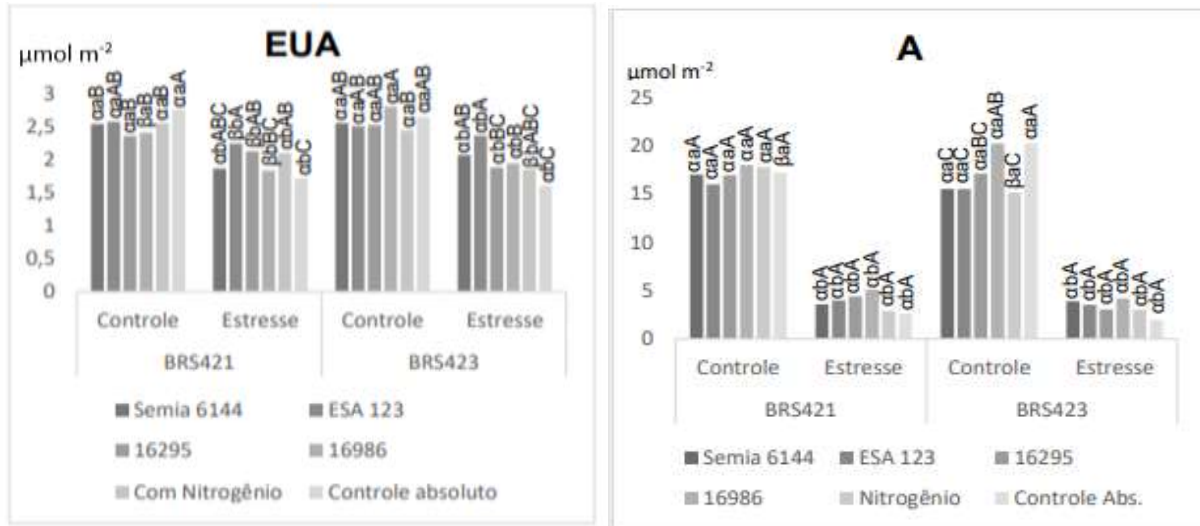 EUA
µmol m-2
3
2,5
2
1,5
1
0,5
0
αaB αaAB αaB βaB αaB αaA
αbABC βbA βbAB βbBC αbAB αbC
αaAB αaAB αaAB αaA αaB αaAB
αbAB αbA αbBC αbB βbABC αbC
Controle Estresse Controle Estresse
BRS421 BRS423
Semia 6144 ESA 123
16295 16986
Com Nitrogênio Controle absoluto
A
µmol m-2
25
20
15
10
5
0
αaA αaA αaA αaA αaA βaA
αbA αbA αbA αbA αbA αbA
αaC αaC αaBC αaAB βaC αaA
αbA αbA αbA αbA αbA αbA
Controle Estresse Controle Estresse
BRS421 BRS423
Semia 6144 ESA 123 16295
16986 Nitrogênio Controle Abs.